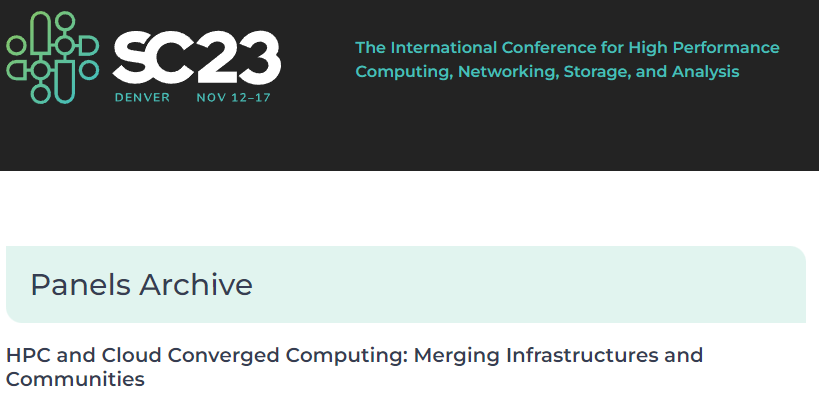 SC23
DENVER NOV 12–17
The International Conference for High Performance
Computing, Networking, Storage, and Analysis
Panels Archive
HPC and Cloud Converged Computing: Merging Infrastructures and
Communities